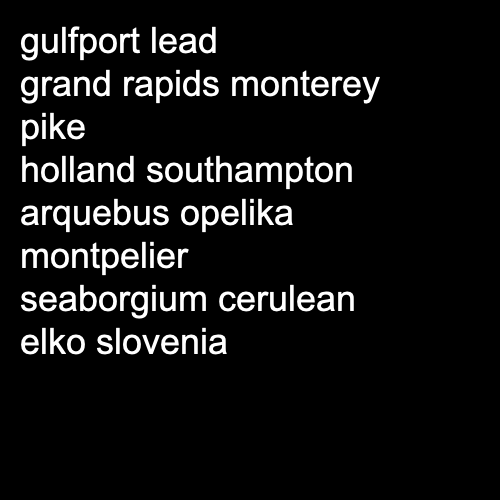 gulfport lead
grand rapids monterey
pike
holland southampton
arquebus opelika
montpelier
seaborgium cerulean
elko slovenia